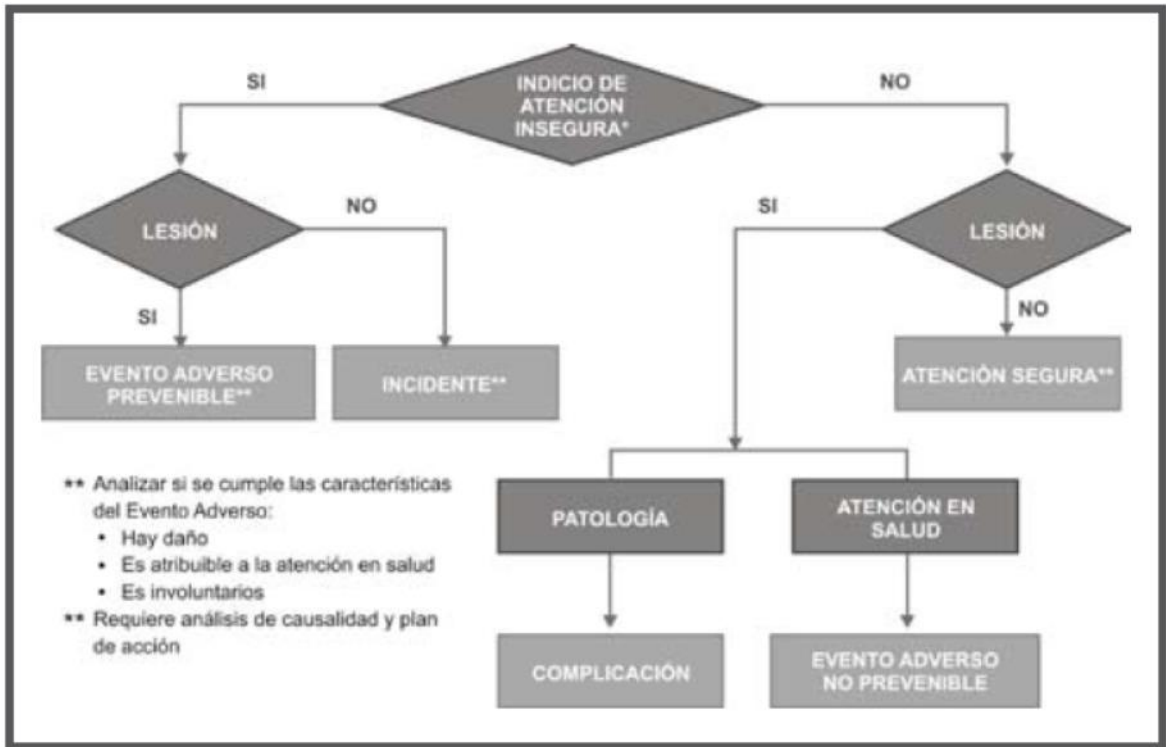 INDICIO DE
ATENCIÓN
INSEGURA*
SI
NO
LESIÓN
NO
SI
LESIÓN
SI
NO
EVENTO ADVERSO
PREVENIBLE**
INCIDENTE**
ATENCIÓN SEGURA**
** Analizar si se cumple las características
del Evento Adverso:
• Hay daño
• Es atribuible a la atención en salud
• Es involuntarios
** Requiere análisis de causalidad y plan
de acción
PATOLOGÍA
ATENCIÓN EN
SALUD
COMPLICACIÓN
EVENTO ADVERSO
NO PREVENIBLE